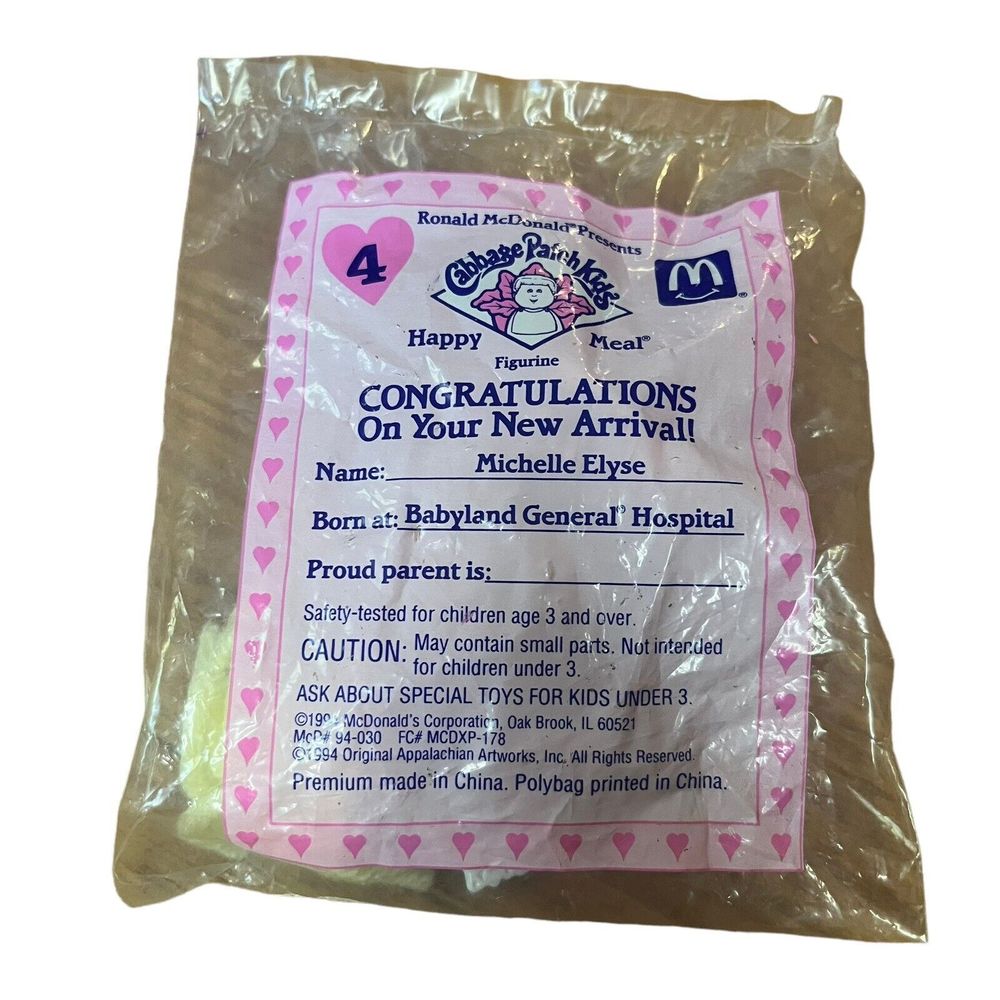 4
Ronald McDonald® Presents
Cabbage Patch Kids®
Happy Meal®
Figurine
CONGRATULATIONS
On Your New Arrival!
Name: Michelle Elyse
Born at: Babyland General® Hospital
Proud parent is:
Safety-tested for children age 3 and over.
CAUTION: May contain small parts. Not intended
for children under 3.
ASK ABOUT SPECIAL TOYS FOR KIDS UNDER 3.
©1994 McDonald's Corporation, Oak Brook, IL 60521
McD# 94-030 FC# MCDXP-178
©1994 Original Appalachian Artworks, Inc. All Rights Reserved.
Premium made in China. Polybag printed in China.